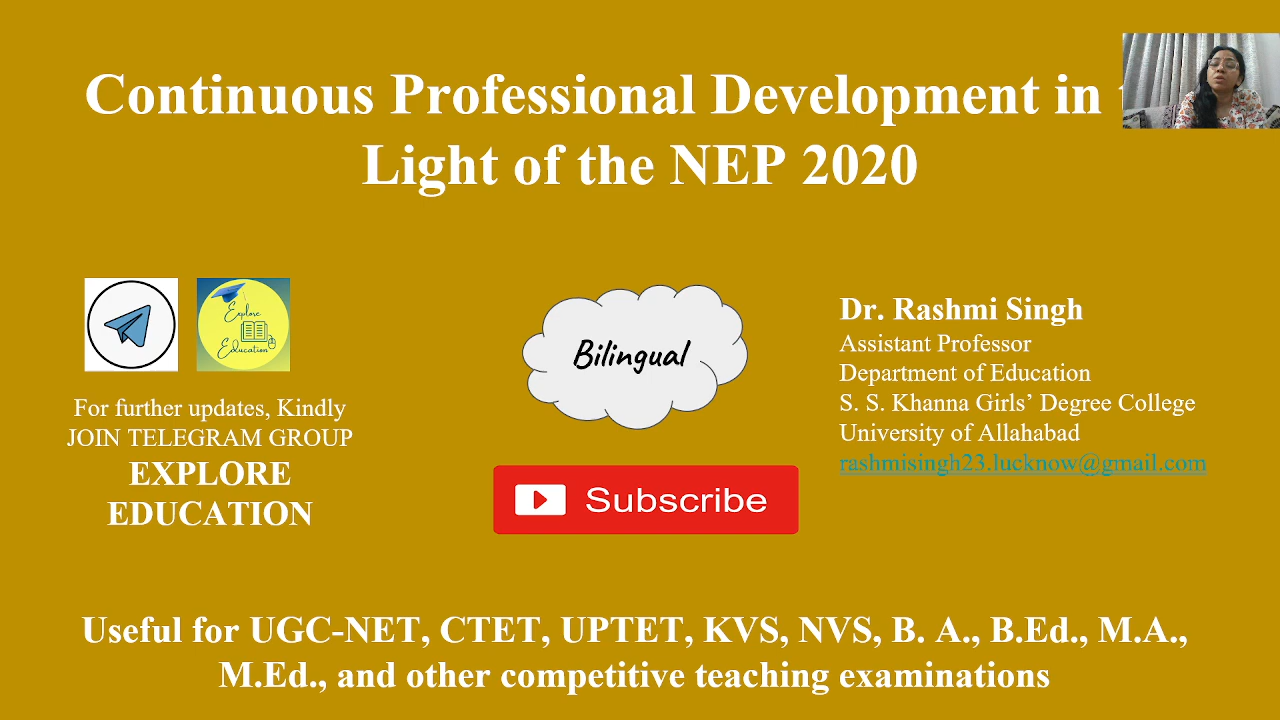 Continuous Professional Development in
Light of the NEP 2020
Explore
Education
For further updates, Kindly
JOIN TELEGRAM GROUP
EXPLORE
EDUCATION
Bilingual
Subscribe
Dr. Rashmi Singh
Assistant Professor
Department of Education
S. S. Khanna Girls’ Degree College
University of Allahabad
rashmisingh23.lucknow@gmail.com
Useful for UGC-NET, CTET, UPTET, KVS, NVS, B. A., B.Ed., M.A.,
M.Ed., and other competitive teaching examinations